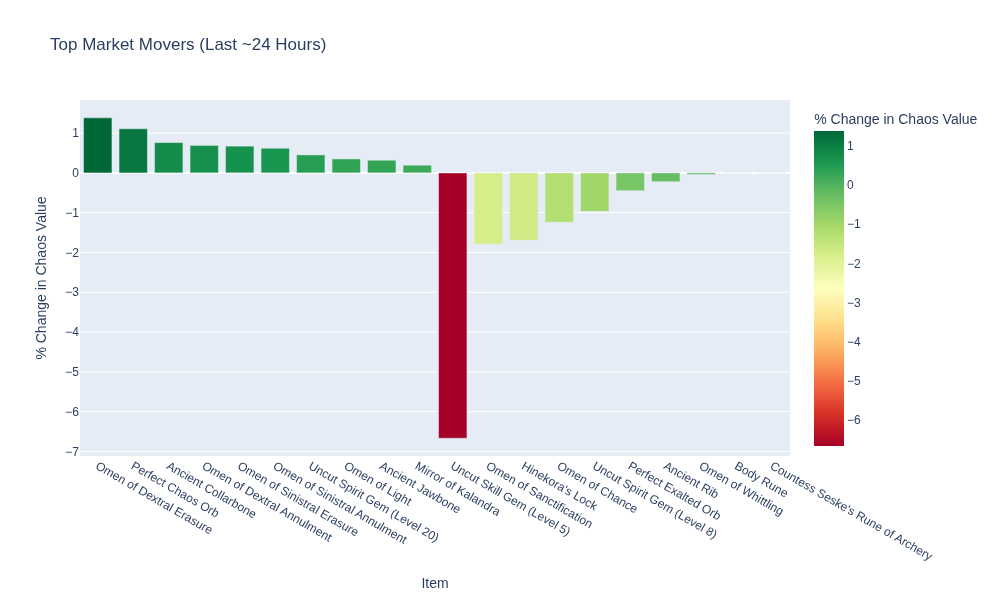 Top Market Movers (Last ~24 Hours)
% Change in Chaos Value
1
0
−1
−2
−3
−4
−5
−6
−7
Omen of Dextral Erasure
Perfect Chaos Orb
Ancient Collarbone
Omen of Dextral Annulment
Omen of Sinistral Erasure
Omen of Sinistral Annulment
Uncut Spirit Gem (Level 20)
Omen of Light
Ancient Jawbone
Mirror of Kalandra
Uncut Skill Gem (Level 5)
Omen of Sanctification
Hinekora's Lock
Omen of Chance
Uncut Spirit Gem (Level 8)
Perfect Exalted Orb
Ancient Rib
Omen of Whittling
Body Rune
Countess Seske's Rune of Archery
Item
% Change in Chaos Value
1
0
−1
−2
−3
−4
−5
−6